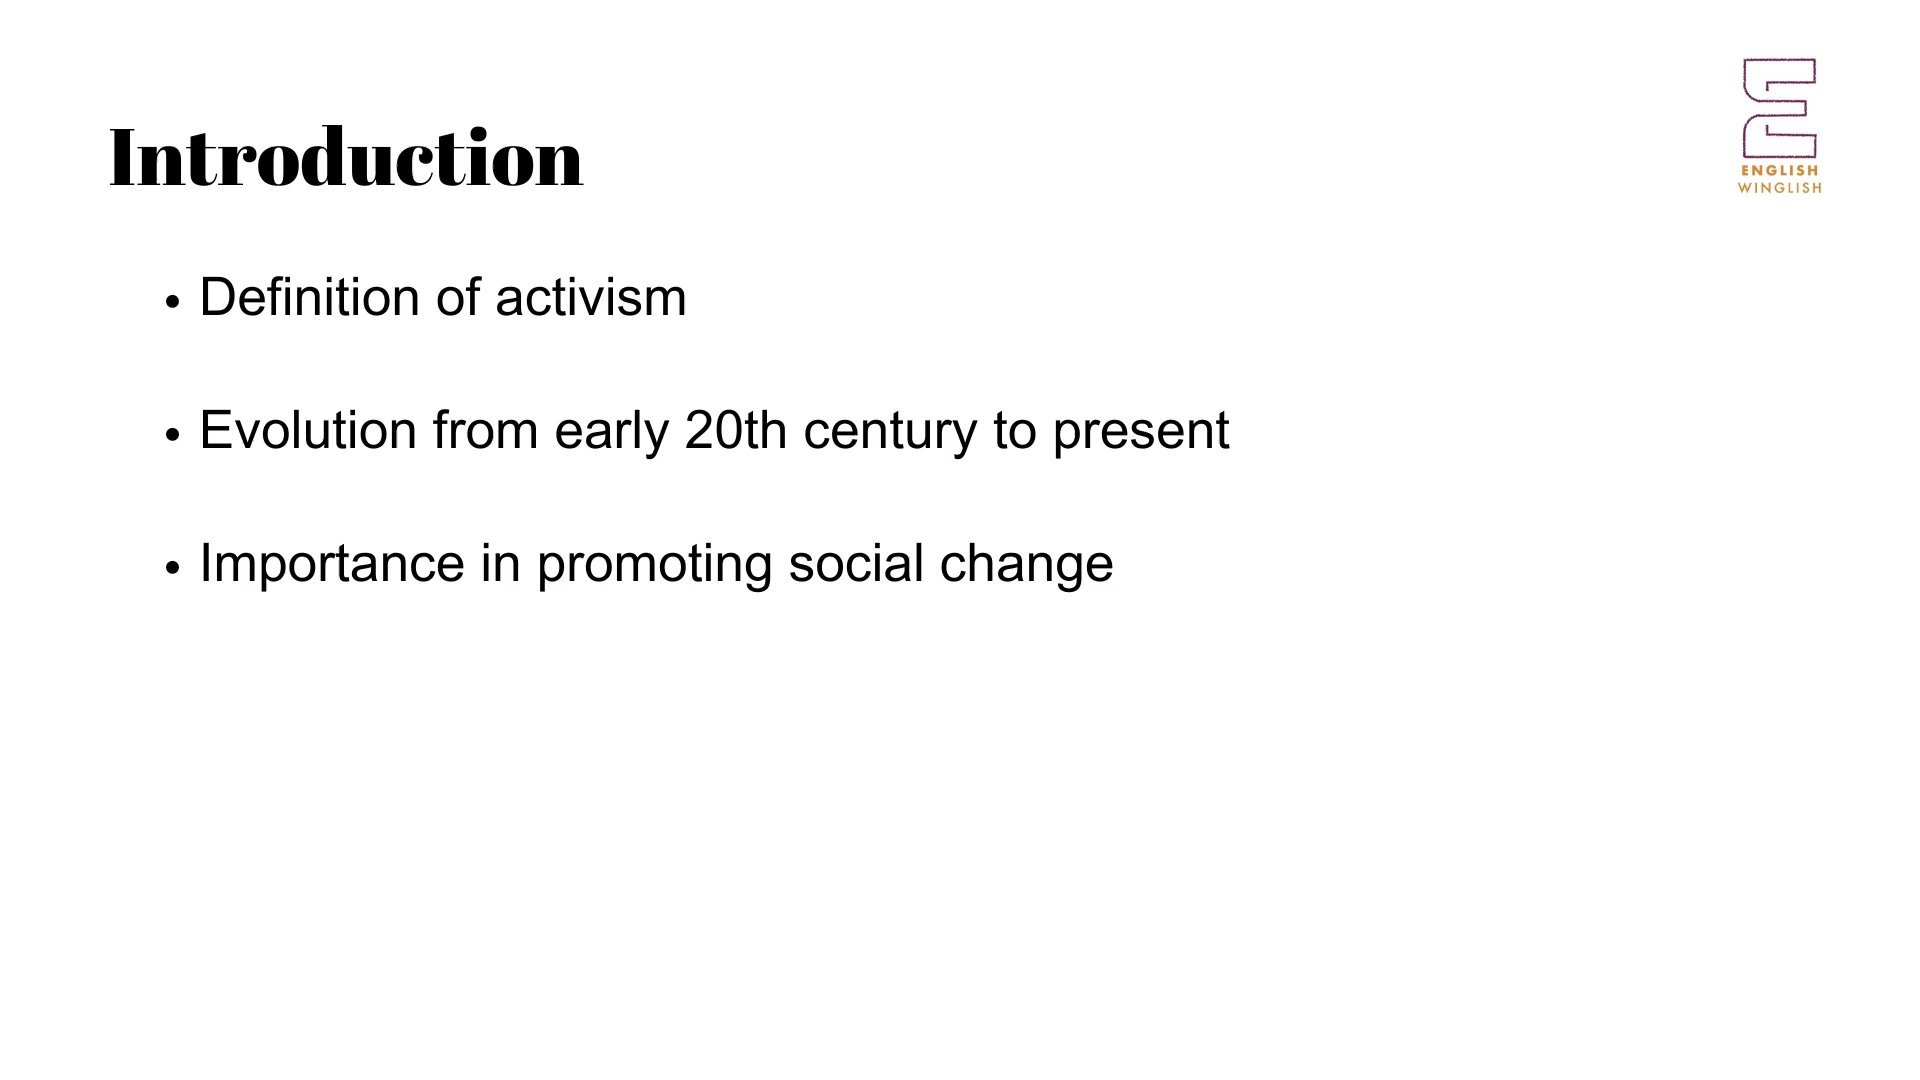 Introduction
ENGLISH
WINGLISH
• Definition of activism
• Evolution from early 20th century to present
• Importance in promoting social change